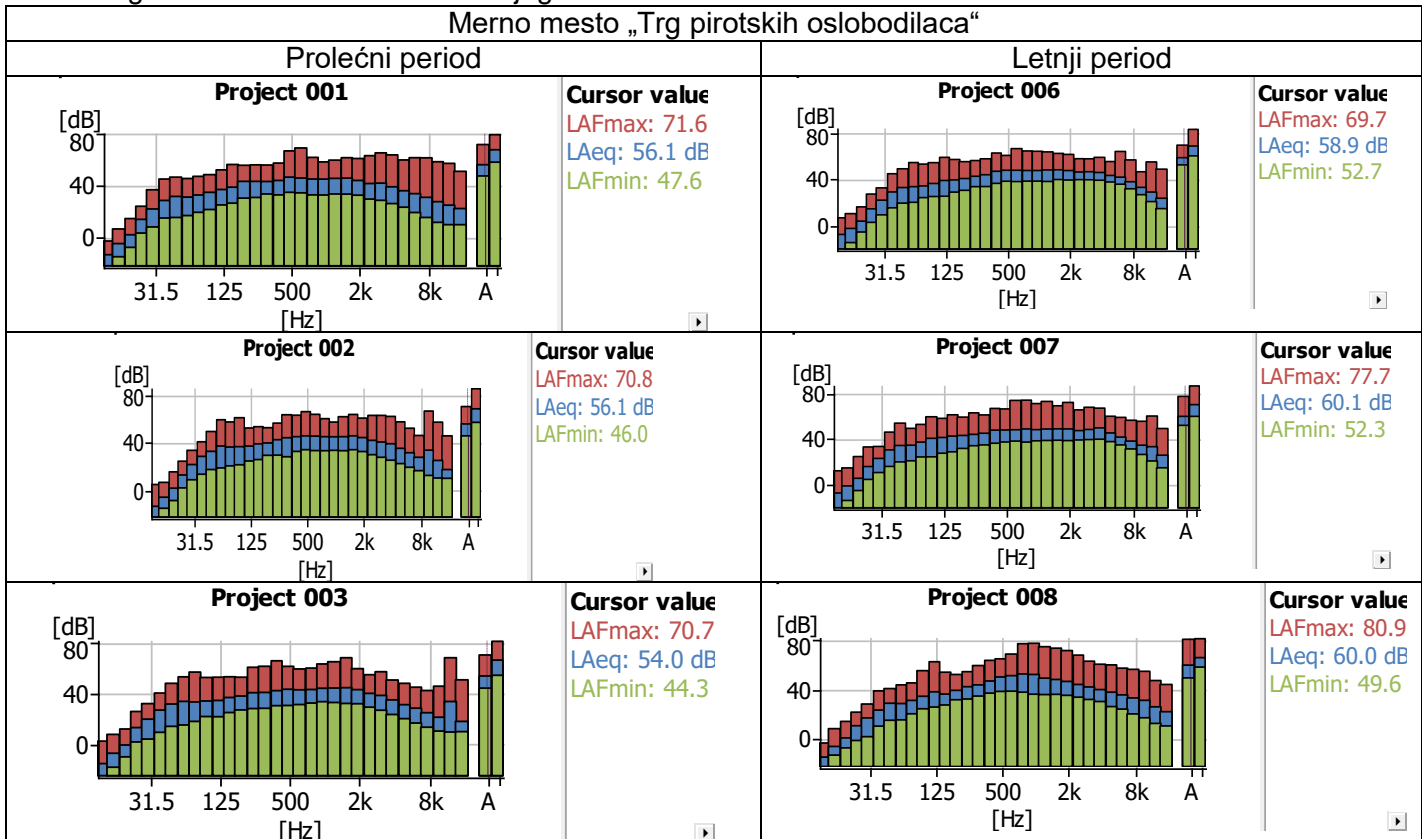 Merno mesto „Trg pirotskih oslobodilaca“
Prolećni period
Letnji period
Project 001
[dB]
80
40
0
31.5 125 500 2k 8k A
[Hz]
Cursor value
LAFmax: 71.6
LAeq: 56.1 dB
LAFmin: 47.6
Project 006
[dB]
80
40
0
31.5 125 500 2k 8k A
[Hz]
Cursor value
LAFmax: 69.7
LAeq: 58.9 dB
LAFmin: 52.7
Project 002
[dB]
80
40
0
31.5 125 500 2k 8k A
[Hz]
Cursor value
LAFmax: 70.8
LAeq: 56.1 dB
LAFmin: 46.0
Project 007
[dB]
80
40
0
31.5 125 500 2k 8k A
[Hz]
Cursor value
LAFmax: 77.7
LAeq: 60.1 dB
LAFmin: 52.3
Project 003
[dB]
80
40
0
31.5 125 500 2k 8k A
[Hz]
Cursor value
LAFmax: 70.7
LAeq: 54.0 dB
LAFmin: 44.3
Project 008
[dB]
80
40
0
31.5 125 500 2k 8k A
[Hz]
Cursor value
LAFmax: 80.9
LAeq: 60.0 dB
LAFmin: 49.6